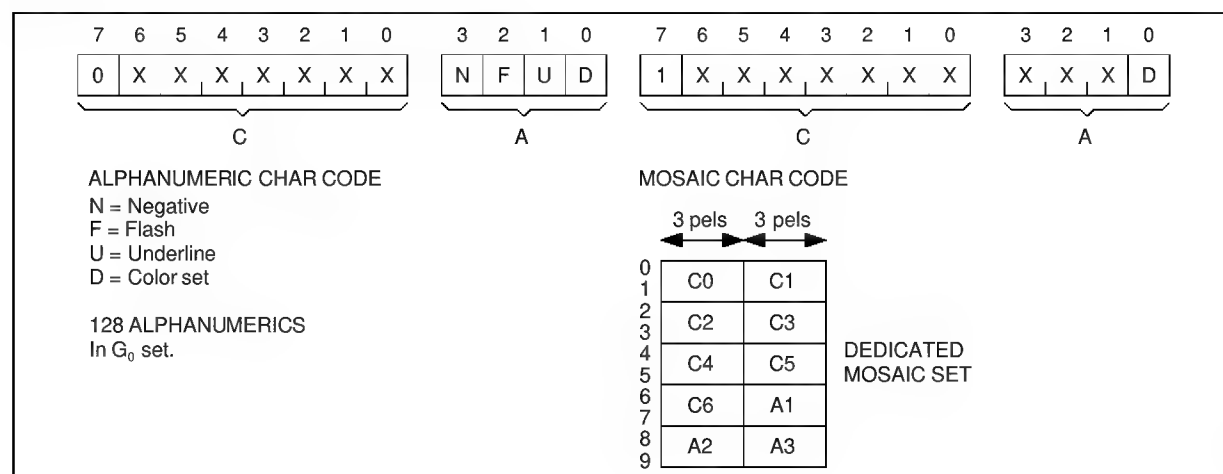 7 6 5 4 3 2 1 0 3 2 1 0 7 6 5 4 3 2 1 0 3 2 1 0
0 X X X X X X X N F U D 1 X X X X X X X X X X D
C A C A
ALPHANUMERIC CHAR CODE
N = Negative
F = Flash
U = Underline
D = Color set
128 ALPHANUMERICS
In G₀ set.
MOSAIC CHAR CODE
3 pels 3 pels
0
1
C0 C1
2
3
C2 C3
4
5
C4 C5
6
7
C6 A1
8
9
A2 A3
DEDICATED
MOSAIC SET